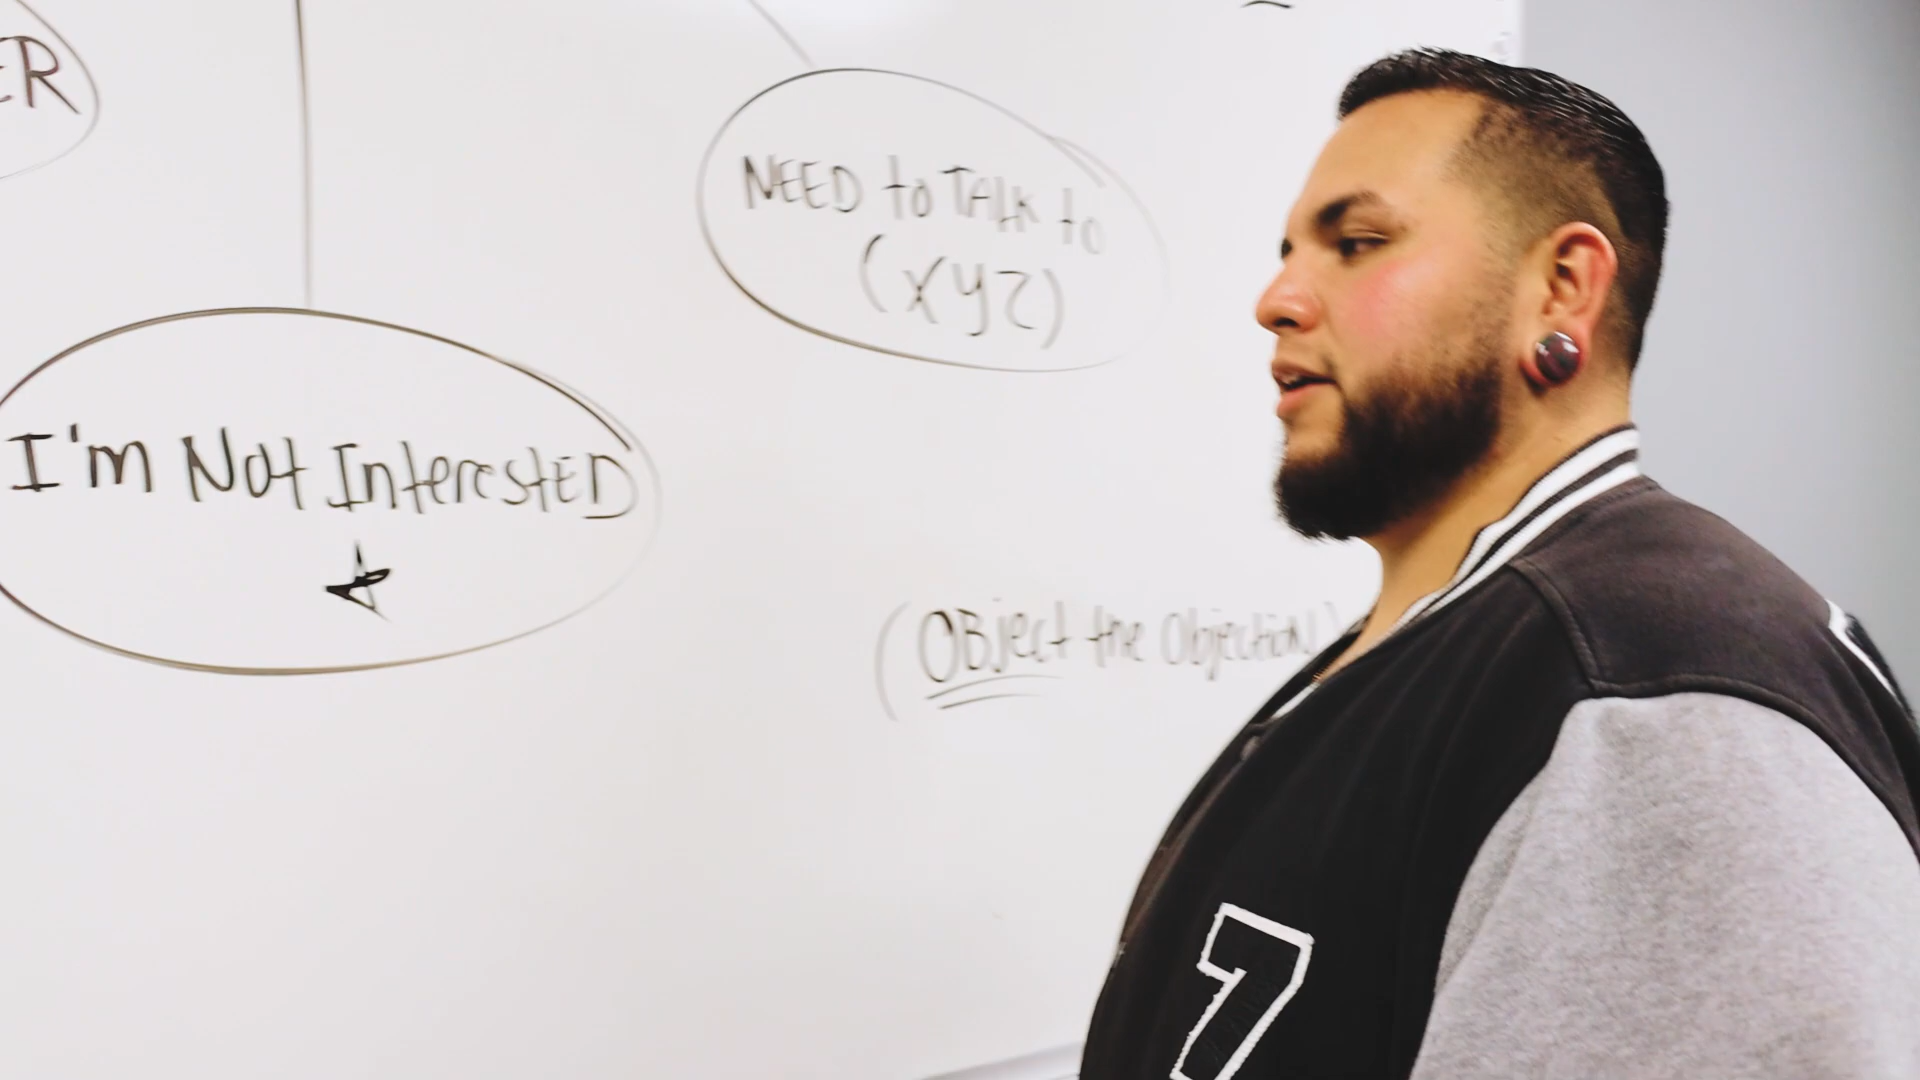 ER
NEED to TALK to
(XYZ)
I'm Not InterestED
(OBject the Objection)
7